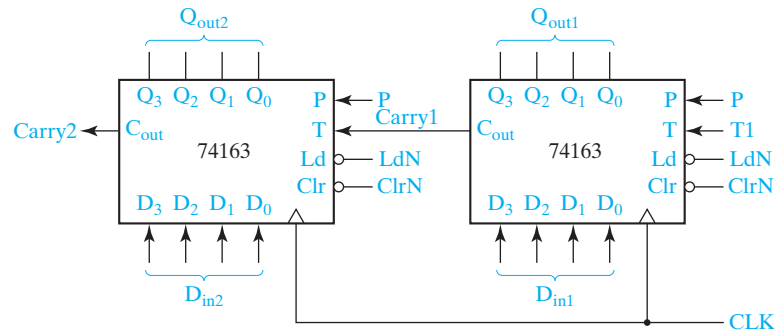 Qout2 Qout1
Q3 Q2 Q1 Q0 P P Q3 Q2 Q1 Q0 P P
Carry2 Cout T Carry1 Cout T T1
74163 Ld LdN 74163 Ld LdN
Clr ClrN Clr ClrN
D3 D2 D1 D0 D3 D2 D1 D0
Din2 Din1
CLK